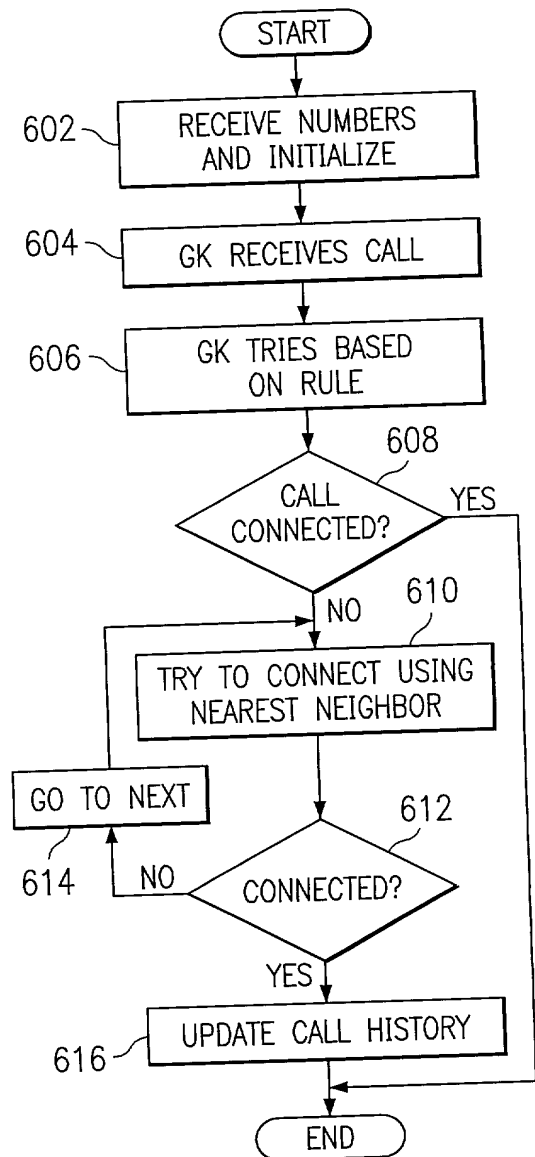 START
602
RECEIVE NUMBERS
AND INITIALIZE
604
GK RECEIVES CALL
606
GK TRIES BASED
ON RULE
608
CALL
CONNECTED?
YES
NO
610
TRY TO CONNECT USING
NEAREST NEIGHBOR
GO TO NEXT
614
612
CONNECTED?
NO
YES
UPDATE CALL HISTORY
616
END